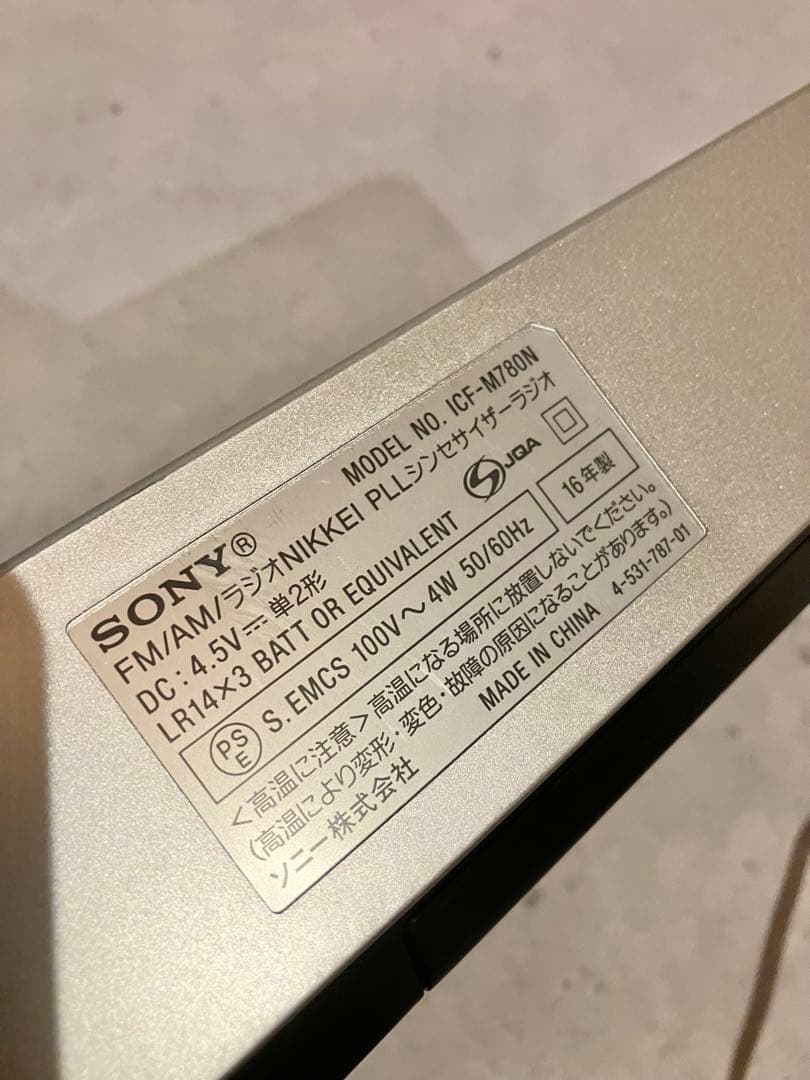 SONY® MODEL NO. ICF-M780N
FM/AM/ラジオNIKKEI PLLシンセサイザーラジオ
DC : 4.5V⎓単2形
LR14×3 BATT OR EQUIVALENT
S JQA
PS E S.EMCS 100V～ 4W 50/60Hz 16年製
＜高温に注意＞高温になる場所に放置しないでください。
(高温により変形・変色・故障の原因になることがあります。)
ソニー株式会社 MADE IN CHINA 4-531-787-01